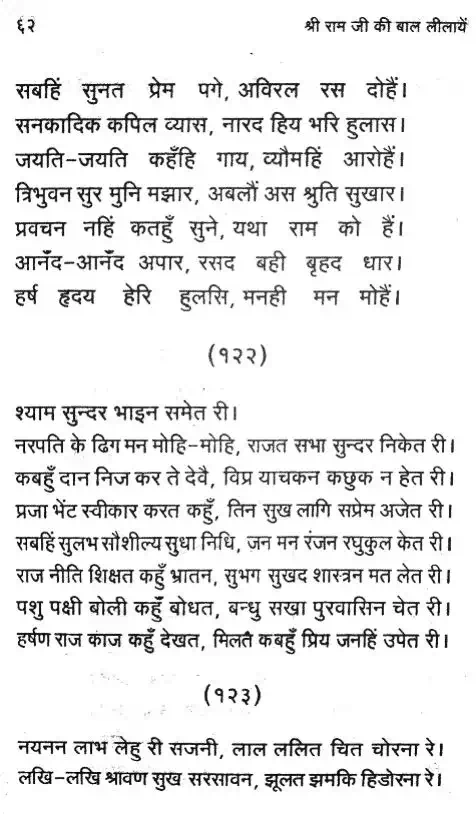 ६२ श्री राम जी की बाल लीलायें
सबहिं सुनत प्रेम पगे, अविरल रस दोहैं।
सनकादिक कपिल व्यास, नारद हिय भरि हुलास।
जयति-जयति कहँहि गाय, व्यौमहिं आरोहैं।
त्रिभुवन सुर मुनि मझार, अबलौं अस श्रुति सुखार।
प्रवचन नहिं कतहुँ सुने, यथा राम को हैं।
आनँद-आनँद अपार, रसद बही बृहद धार।
हर्ष हृदय हेरि हुलसि, मनही मन मोहैं।
(१२२)
श्याम सुन्दर भाइन समेत री।
नरपति के ढिग मन मोहि-मोहि, राजत सभा सुन्दर निकेत री।
कबहुँ दान निज कर ते देवै, विप्र याचकन कछुक न हेत री।
प्रजा भेंट स्वीकार करत कहुँ, तिन सुख लागि सप्रेम अजेत री।
सबहिं सुलभ सौशील्य सुधा निधि, जन मन रंजन रघुकुल केत री।
राज नीति शिक्षत कहुँ भ्रातन, सुभग सुखद शास्त्रन मत लेत री।
पशु पक्षी बोली कहुँ बोधत, बन्धु सखा पुरवासिन चेत री।
हर्षण राज काज कहुँ देखत, मिलतै कबहुँ प्रिय जनहिं उपेत री।
(१२३)
नयनन लाभ लेहु री सजनी, लाल ललित चित चोरना रे।
लखि-लखि श्रावण सुख सरसावन, झूलत झमकि हिडोरना रे।